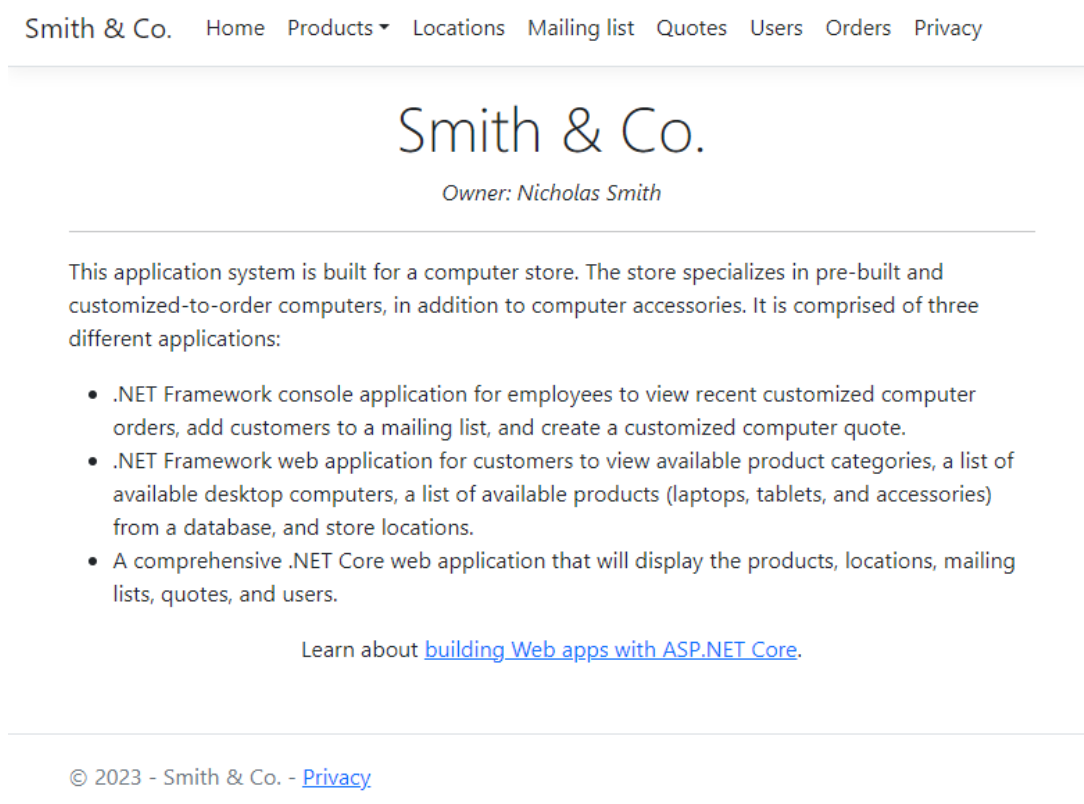 Smith & Co. Home Products Locations Mailing list Quotes Users Orders Privacy
Smith & Co.
Owner: Nicholas Smith
This application system is built for a computer store. The store specializes in pre-built and
customized-to-order computers, in addition to computer accessories. It is comprised of three
different applications:
• .NET Framework console application for employees to view recent customized computer
orders, add customers to a mailing list, and create a customized computer quote.
• .NET Framework web application for customers to view available product categories, a list of
available desktop computers, a list of available products (laptops, tablets, and accessories)
from a database, and store locations.
• A comprehensive .NET Core web application that will display the products, locations, mailing
lists, quotes, and users.
Learn about building Web apps with ASP.NET Core.
© 2023 - Smith & Co. - Privacy